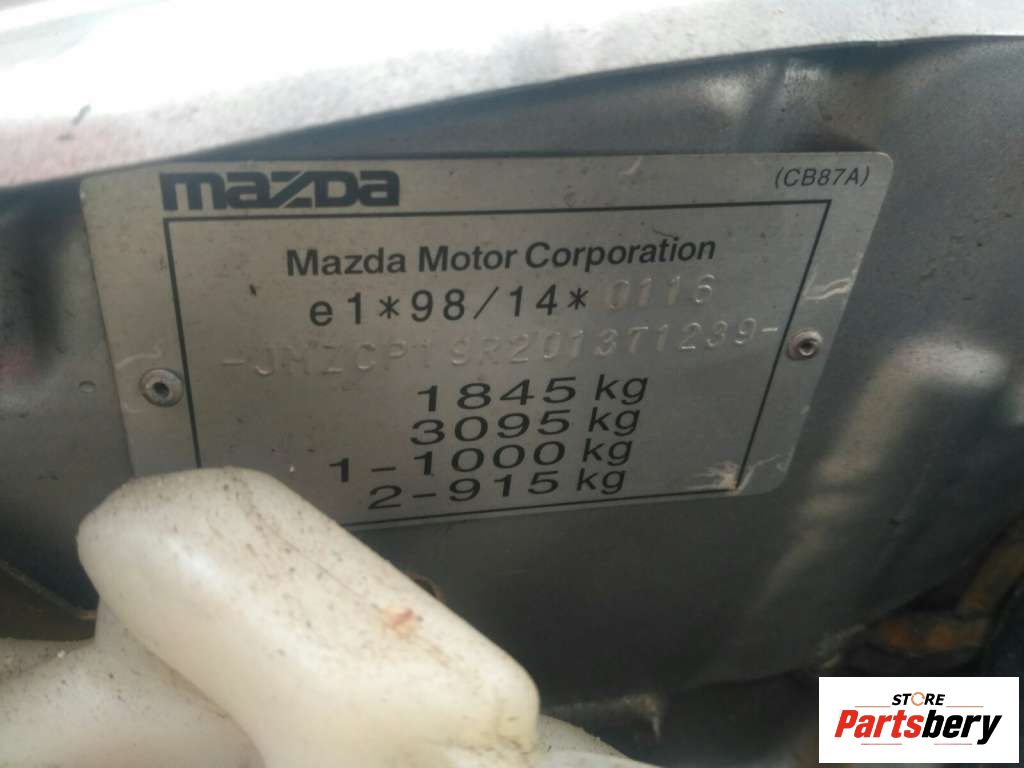 mazda
(CB87A)
Mazda Motor Corporation
e1*98/14*0116
-JMZCP19R201371239-
1845 kg
3095 kg
1-1000 kg
2-915 kg
STORE
Partsbery